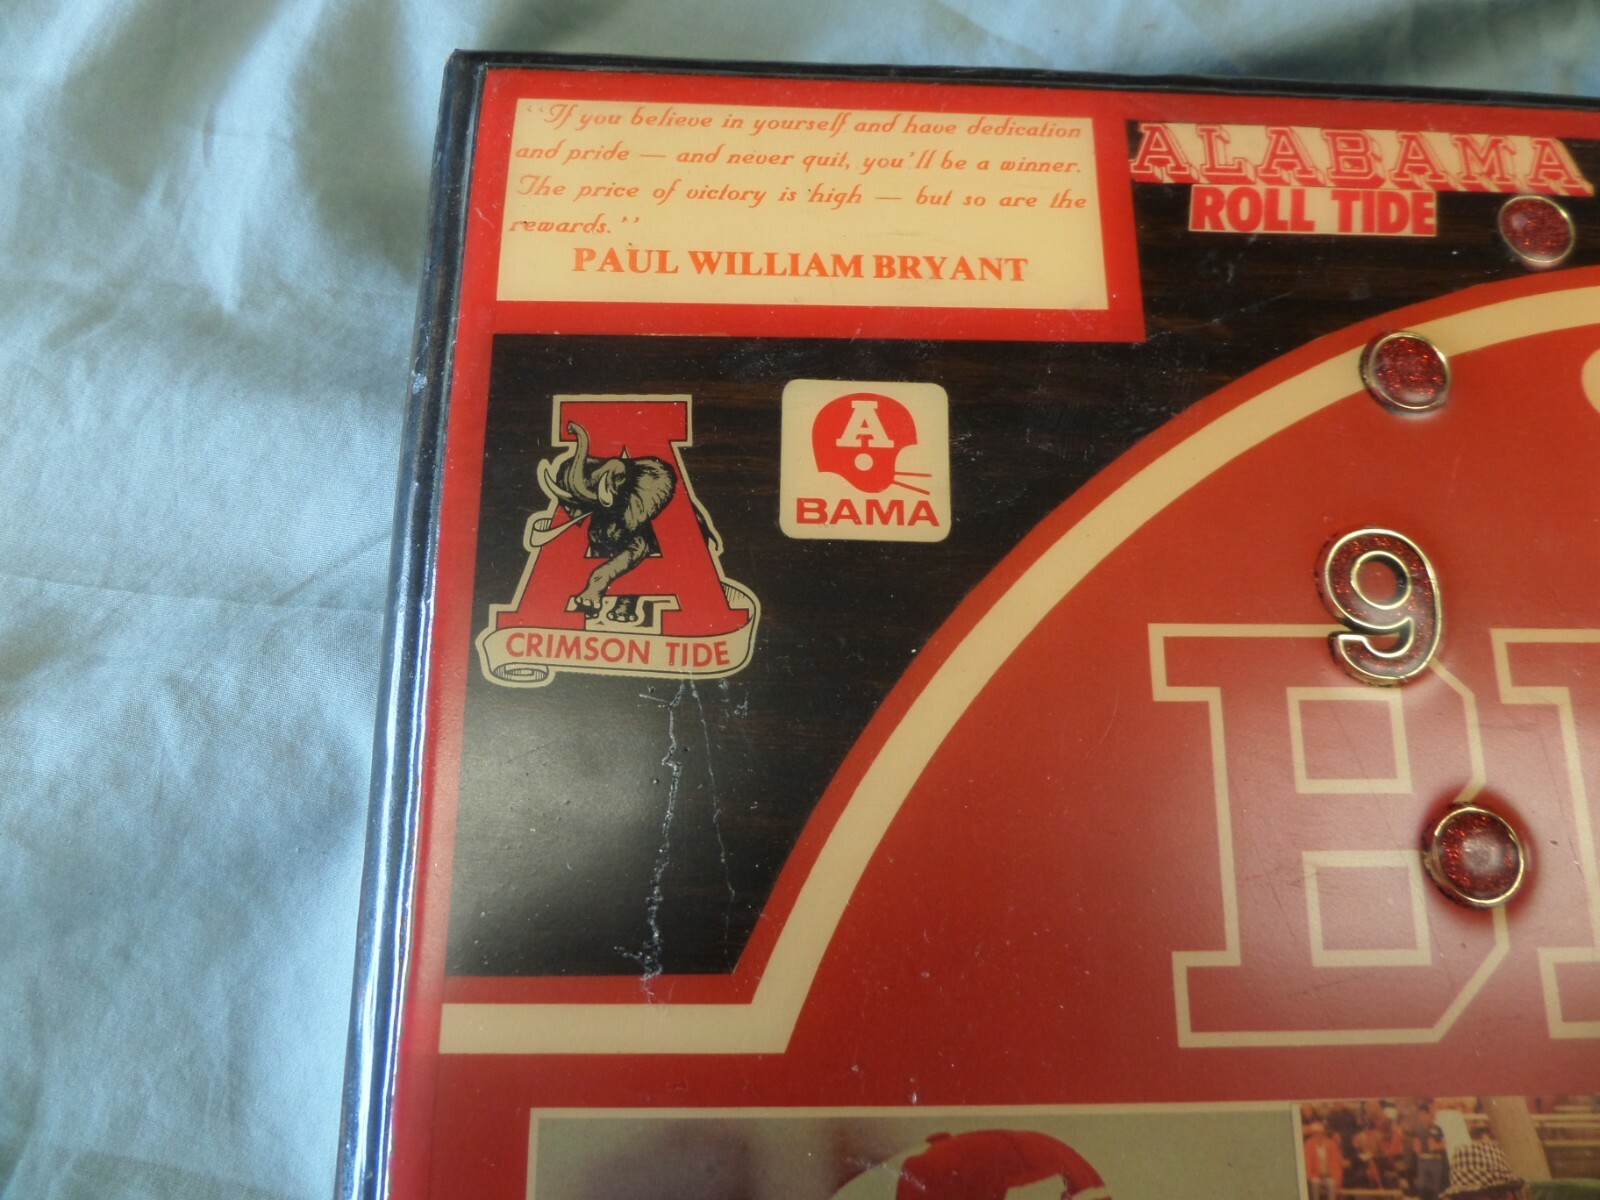 “If you believe in yourself and have dedication
and pride — and never quit, you'll be a winner.
The price of victory is high — but so are the
rewards.”
PAUL WILLIAM BRYANT
ALABAMA
ROLL TIDE
A
BAMA
A
CRIMSON TIDE
9
B